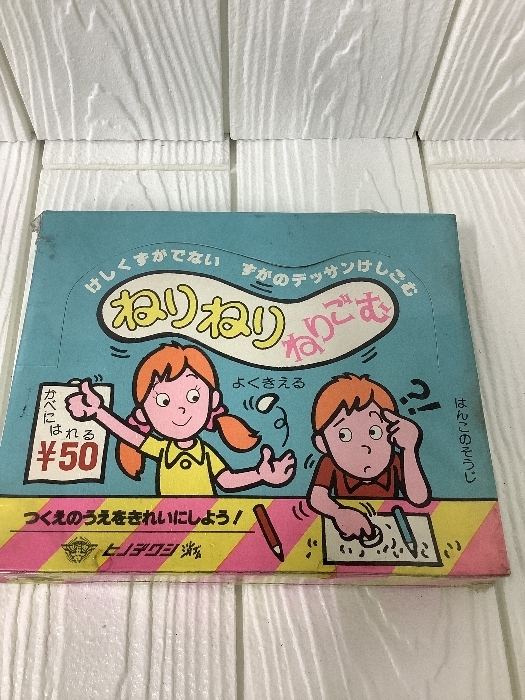 けしくずがでない　ずがのデッサンけしごむ
ねりねり
ねりごむ
よくきえる
かべに
はれる
¥50
?!
はんこのそうじ
つくえのうえをきれいにしよう!
ヒノデワシ